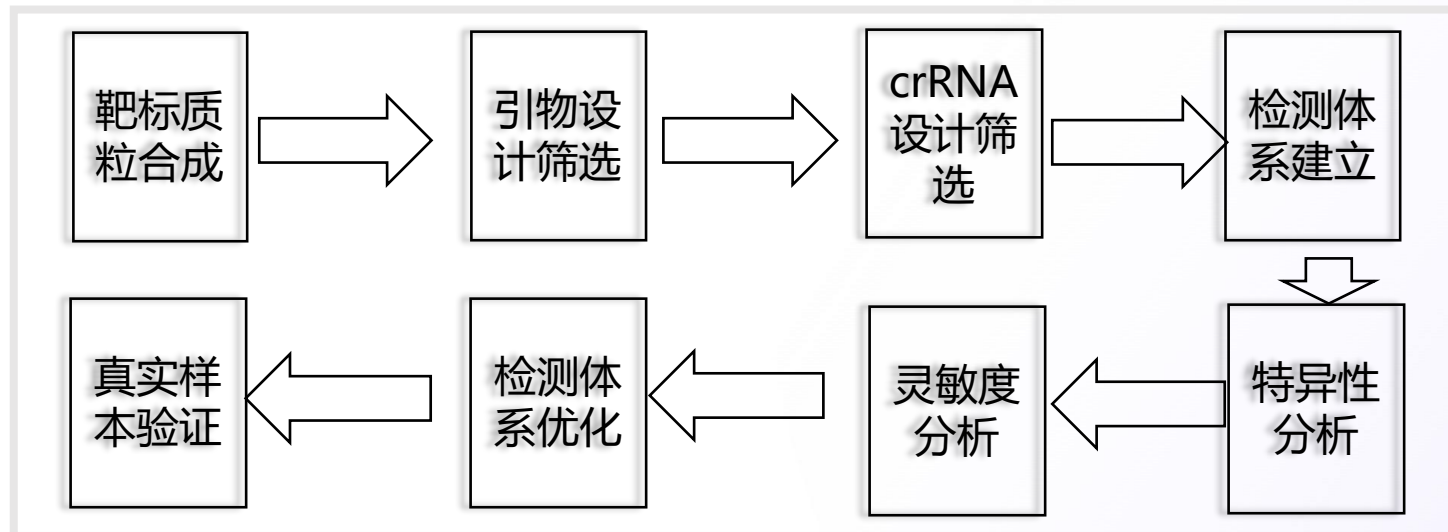 靶标质
粒合成
引物设
计筛选
crRNA
设计筛
选
检测体
系建立
真实样
本验证
检测体
系优化
灵敏度
分析
特异性
分析